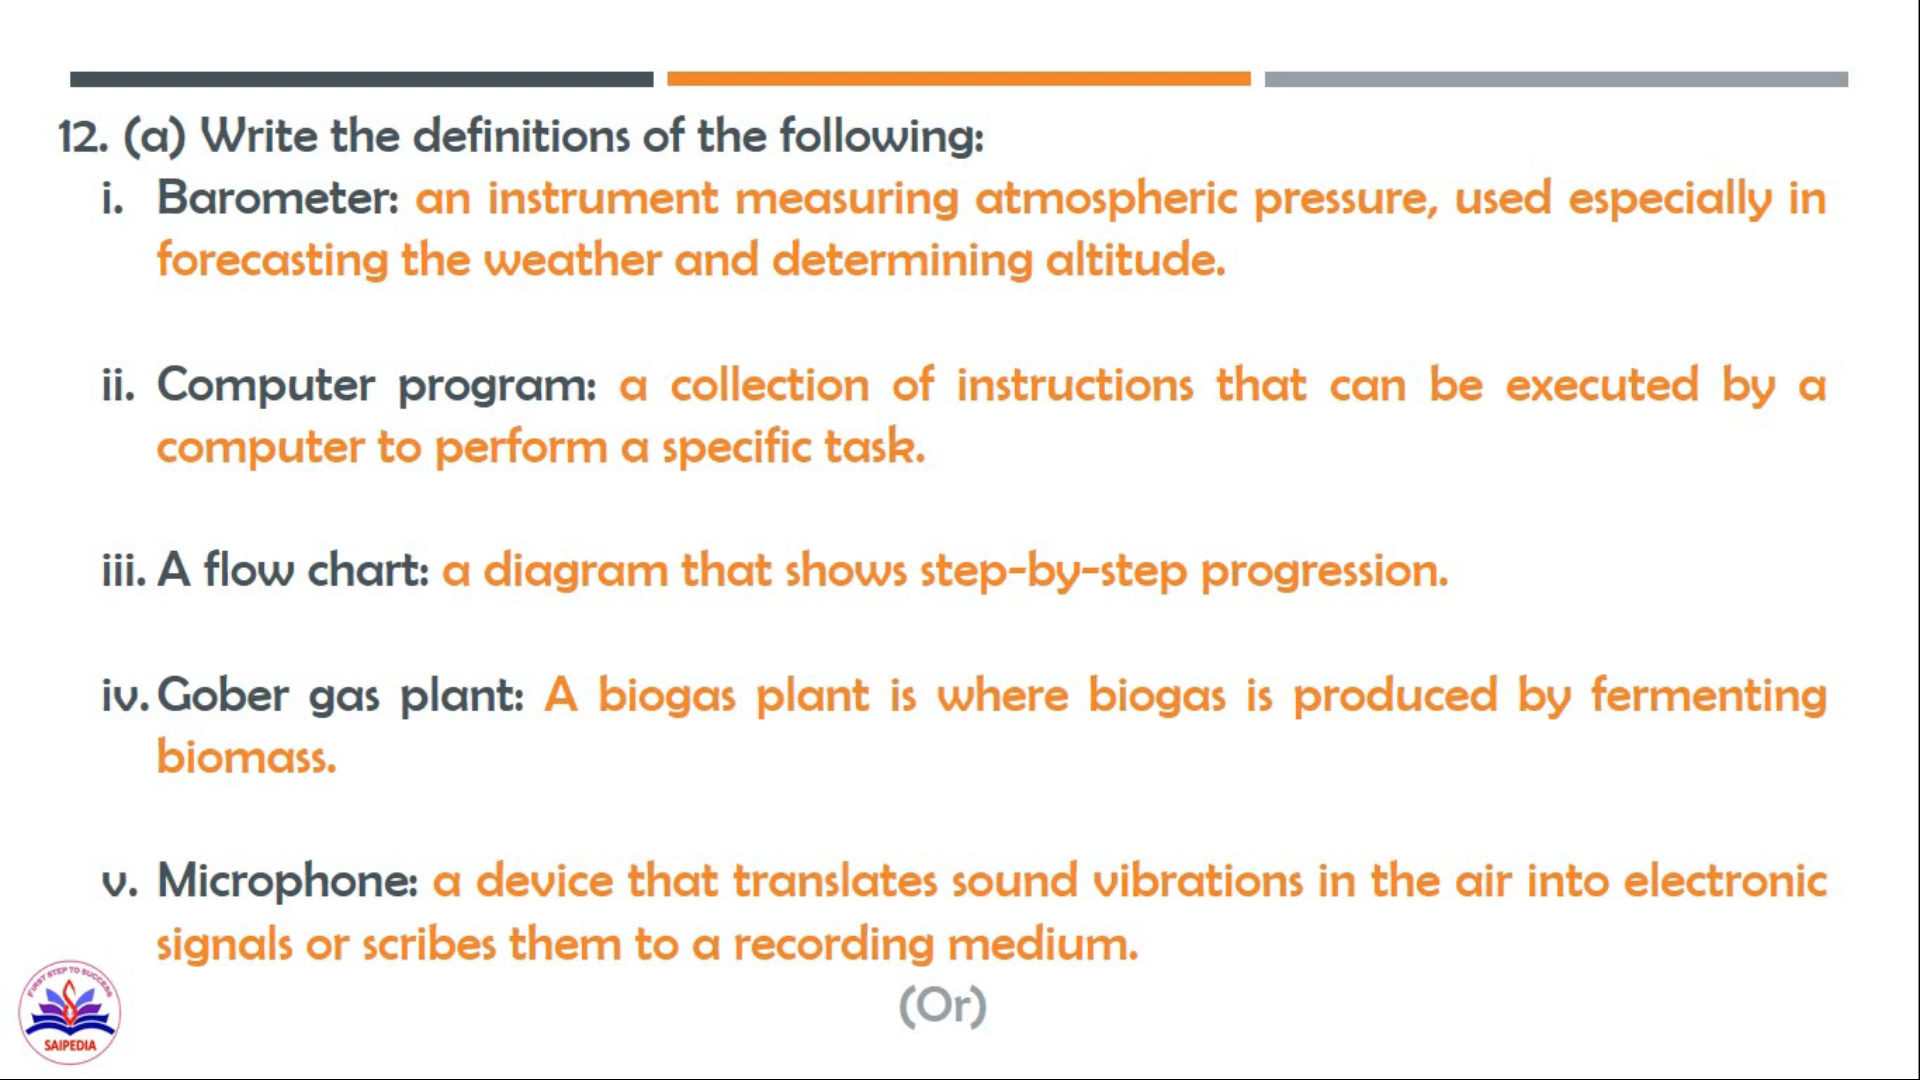 12. (a) Write the definitions of the following:
i. Barometer: an instrument measuring atmospheric pressure, used especially in
forecasting the weather and determining altitude.
ii. Computer program: a collection of instructions that can be executed by a
computer to perform a specific task.
iii. A flow chart: a diagram that shows step-by-step progression.
iv. Gober gas plant: A biogas plant is where biogas is produced by fermenting
biomass.
v. Microphone: a device that translates sound vibrations in the air into electronic
signals or scribes them to a recording medium.
(Or)
FIRST STEP TO SUCCESS
SAIPEDIA